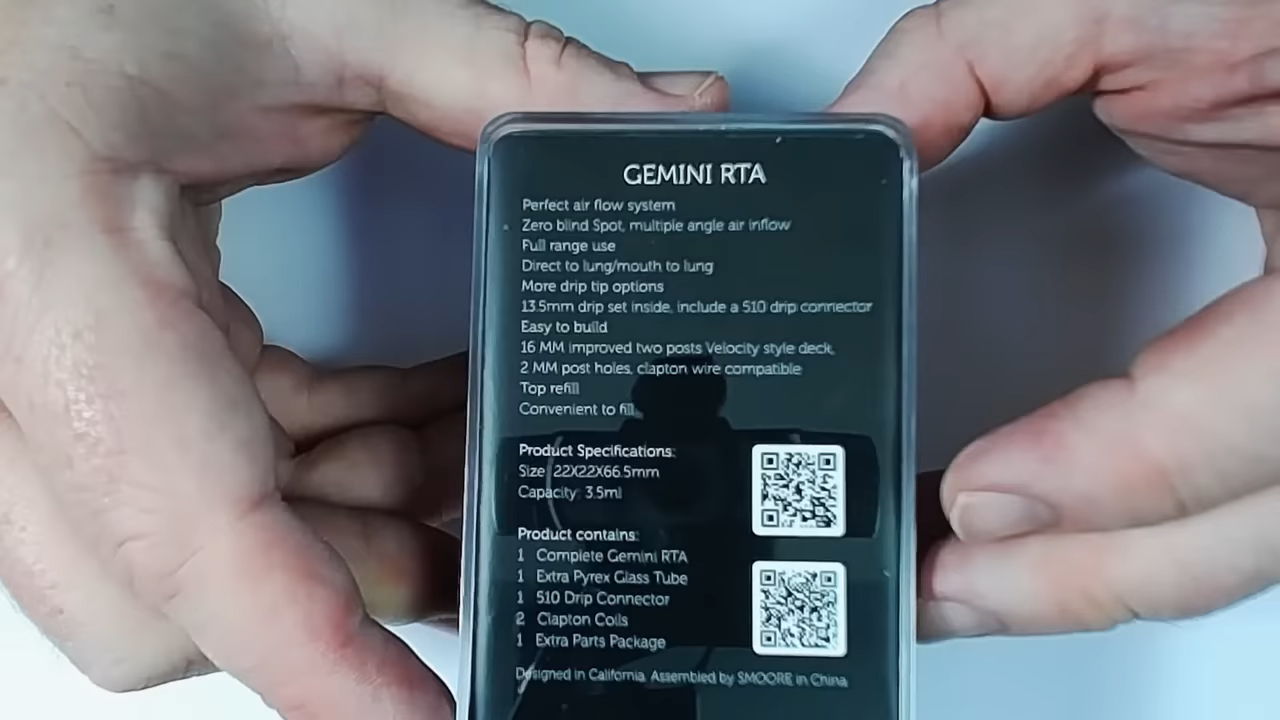 GEMINI RTA
Perfect air flow system
Zero blind Spot, multiple angle air inflow
Full range use
Direct to lung/mouth to lung
More drip tip options
13.5mm drip set inside, include a 510 drip connector
Easy to build
16 MM improved two posts Velocity style deck,
2 MM post holes, clapton wire compatible
Top refill
Convenient to fill,
Product Specifications:
Size: 22X22X66.5mm
Capacity: 3.5ml
Product contains:
1 Complete Gemini RTA
1 Extra Pyrex Glass Tube
1 510 Drip Connector
2 Clapton Coils
1 Extra Parts Package
Designed in California. Assembled by SMOORE in China